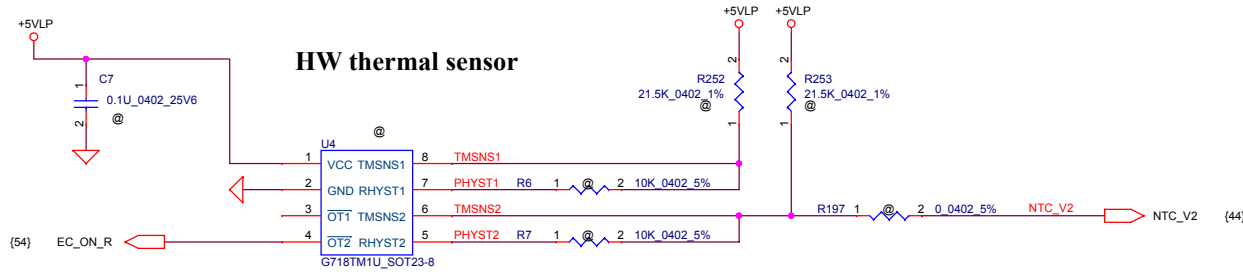 +5VLP
+5VLP
+5VLP
HW thermal sensor
1
C7
0.1U_0402_25V6
2
@
2
R252
21.5K_0402_1%
@
1
2
R253
21.5K_0402_1%
@
1
@
U4
1 VCC TMSNS1 8 TMSNS1
2 GND RHYST1 7 PHYST1 R6 1 @ 2 10K_0402_5%
3 OT1 TMSNS2 6 TMSNS2 R197 1 @ 2 0_0402_5% NTC_V2 NTC_V2 {44}
{54} EC_ON_R 4 OT2 RHYST2 5 PHYST2 R7 1 @ 2 10K_0402_5%
G718TM1U_SOT23-8